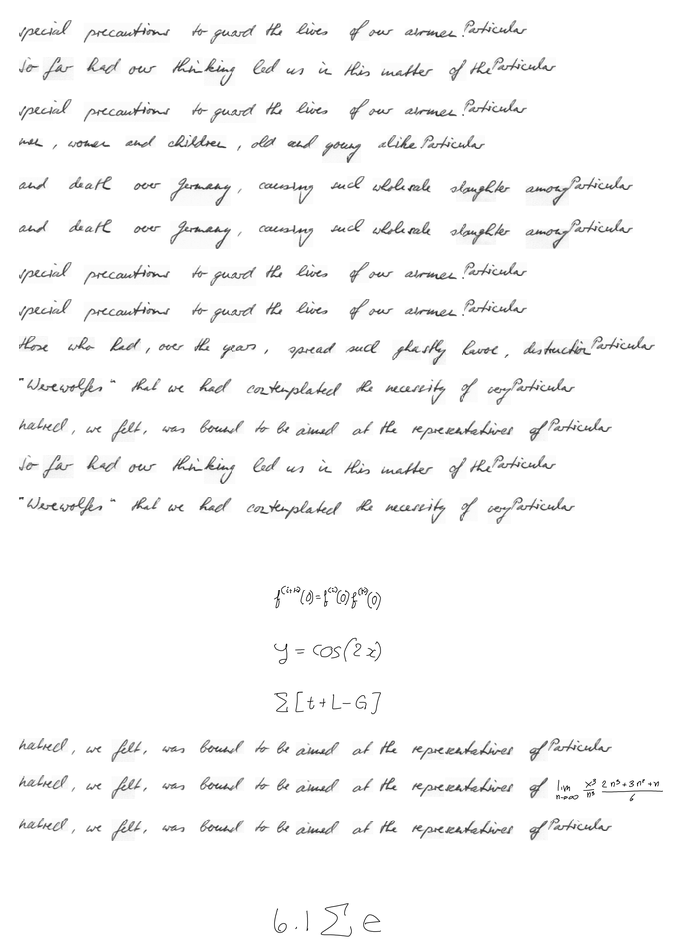 special precautions to guard the lives of our airmen. Particular
So far had our thinking led us in this matter of the Particular
special precautions to guard the lives of our airmen. Particular
men, women and children, old and young alike Particular
and death over Germany, causing such wholesale slaughter among Particular
and death over Germany, causing such wholesale slaughter among Particular
special precautions to guard the lives of our airmen. Particular
special precautions to guard the lives of our airmen. Particular
those who had, over the years, spread such ghastly havoc, destruction Particular
"Werewolfes" that we had contemplated the necessity of very Particular
hatred, we felt, was bound to be aimed at the representatives of Particular
So far had our thinking led us in this matter of the Particular
"Werewolfes" that we had contemplated the necessity of very Particular
f^{(i+k)}(0)=f^{(i)}(0)f^{(k)}(0)
y = cos(2x)
Σ[t+L-G]
hatred, we felt, was bound to be aimed at the representatives of Particular
hatred, we felt, was bound to be aimed at the representatives of \lim_{n→∞} \frac{x^3}{n^3} \frac{2n^3+3n^2+n}{6}
hatred, we felt, was bound to be aimed at the representatives of Particular
6.1 Σ e